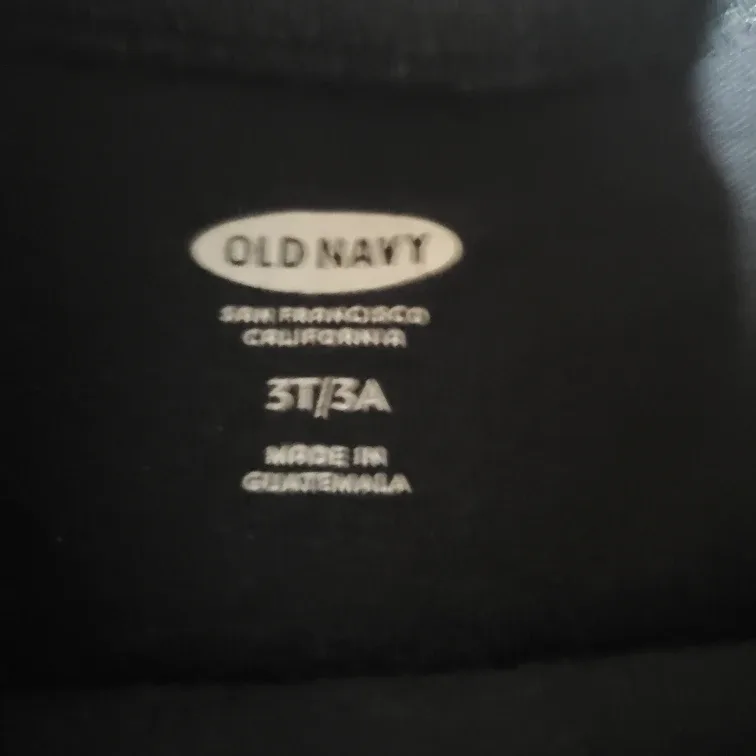 OLD NAVY
SAN FRANCISCO
CALIFORNIA
3T/3A
MADE IN
GUATEMALA